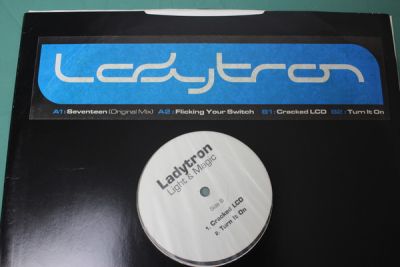 Ladytron
A1: Seventeen (Original Mix) A2: Flicking Your Switch B1: Cracked LCD B2: Turn It On
Ladytron
Light & Magic
Side B
1. Cracked LCD
2. Turn It On